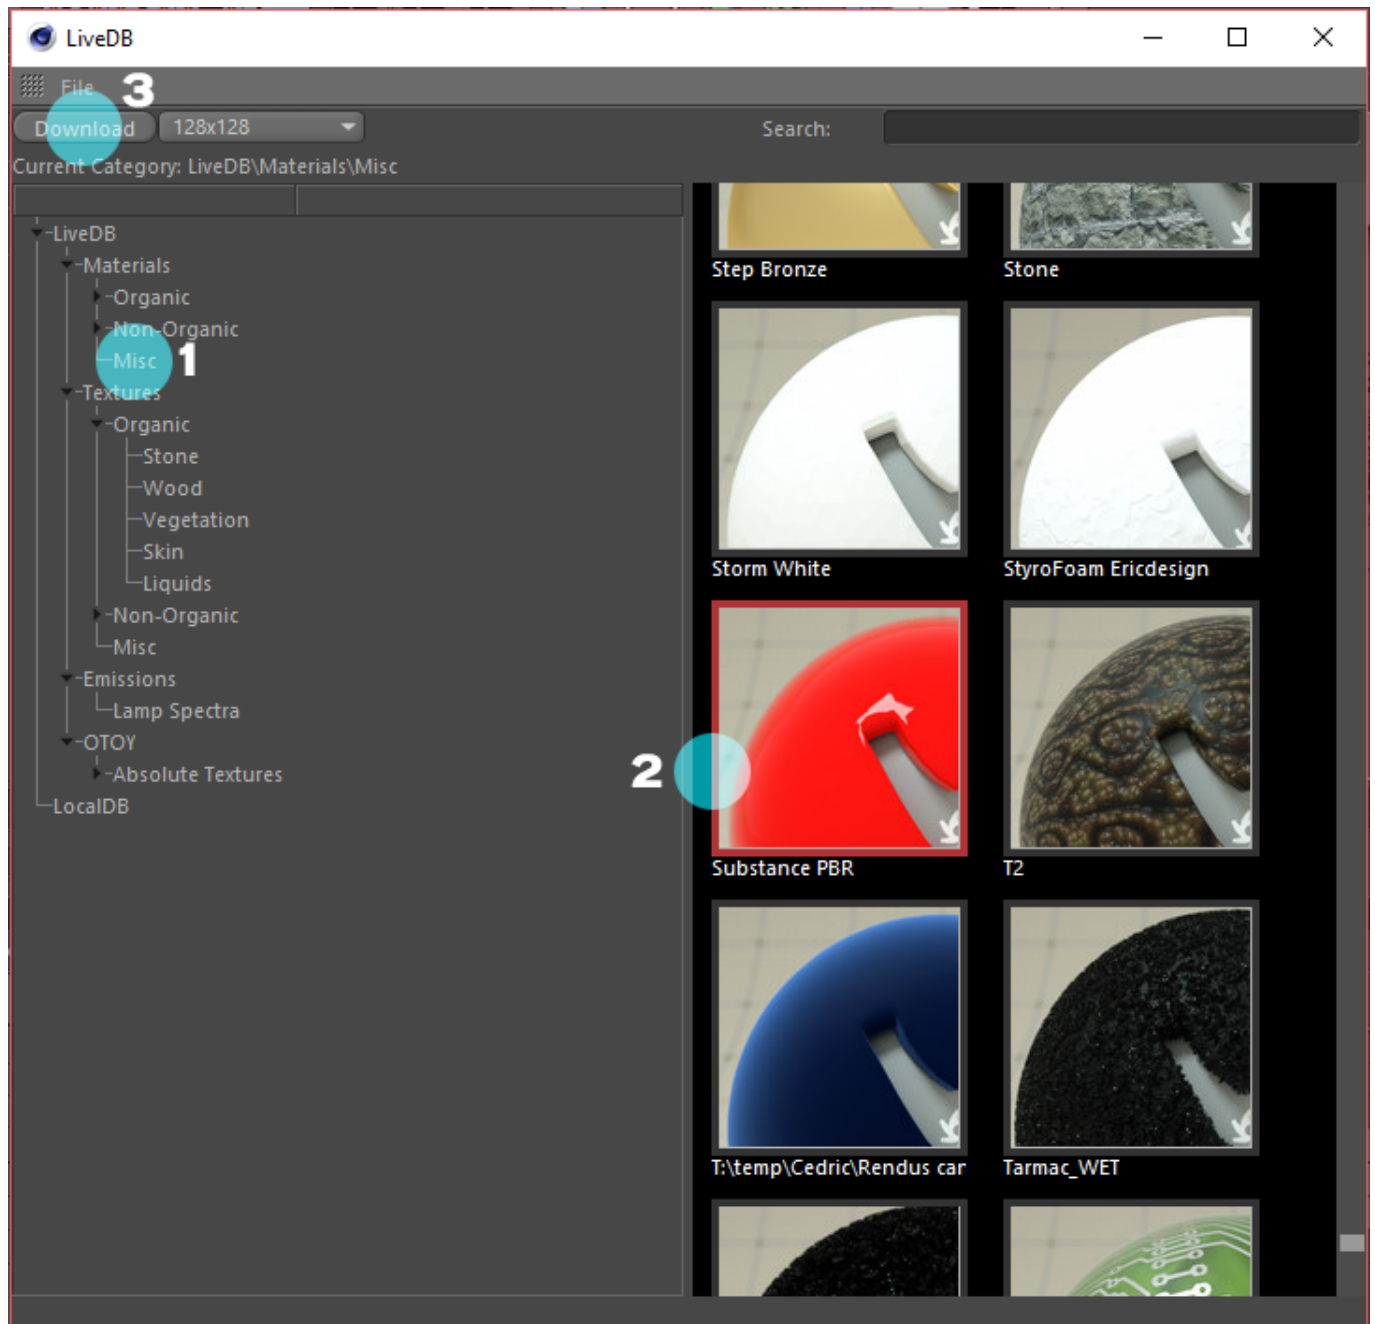 LiveDB
File 3
Download 128x128 Search:
Current Category: LiveDB\Materials\Misc
LiveDB
Materials
Organic
Non-Organic
Misc 1
Textures
Organic
Stone
Wood
Vegetation
Skin
Liquids
Non-Organic
Misc
Emissions
Lamp Spectra
OTOY
Absolute Textures
LocalDB
Step Bronze Stone
Storm White StyroFoam Ericdesign
2
Substance PBR T2
T:\temp\Cedric\Rendus car Tarmac_WET